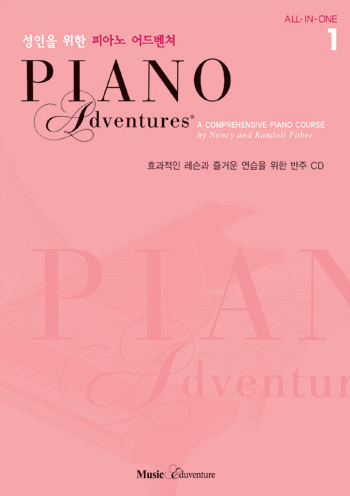 ALL-IN-ONE
1
성인을 위한 피아노 어드벤쳐
PIANO
Adventures®
A COMPREHENSIVE PIANO COURSE
by Nancy and Randall Faber
효과적인 레슨과 즐거운 연습을 위한 반주 CD
PIAN
Adventur
Music & Eduventure